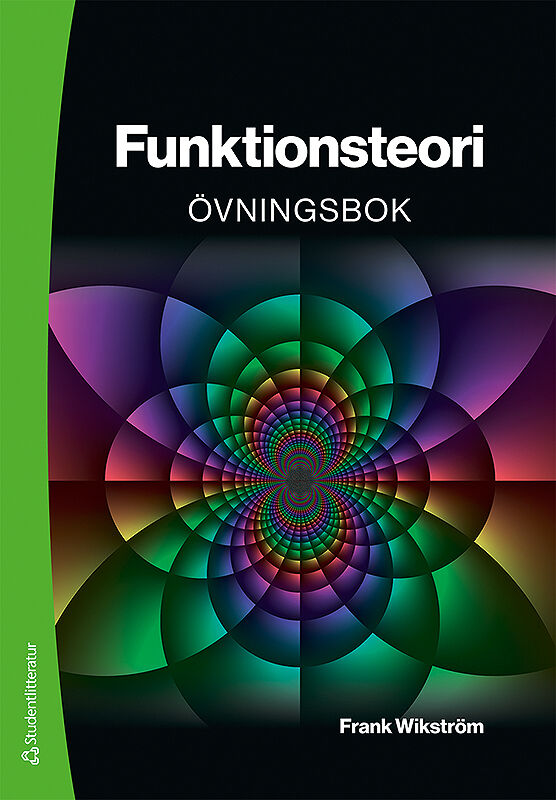 Funktionsteori
ÖVNINGSBOK
Frank Wikström
Studentlitteratur